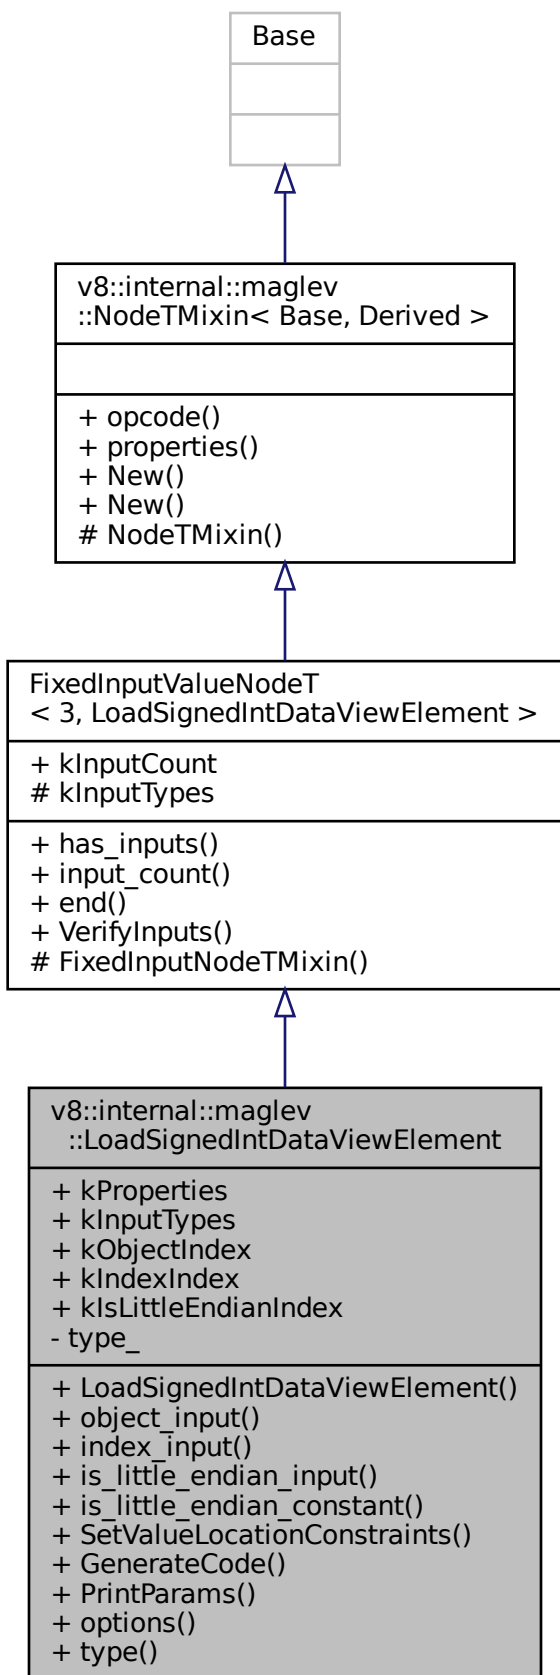 Base
v8::internal::maglev
::NodeTMixin< Base, Derived >
+ opcode()
+ properties()
+ New()
+ New()
# NodeTMixin()
FixedInputValueNodeT
< 3, LoadSignedIntDataViewElement >
+ kInputCount
# kInputTypes
+ has_inputs()
+ input_count()
+ end()
+ VerifyInputs()
# FixedInputNodeTMixin()
v8::internal::maglev
::LoadSignedIntDataViewElement
+ kProperties
+ kInputTypes
+ kObjectIndex
+ kIndexIndex
+ kIsLittleEndianIndex
- type_
+ LoadSignedIntDataViewElement()
+ object_input()
+ index_input()
+ is_little_endian_input()
+ is_little_endian_constant()
+ SetValueLocationConstraints()
+ GenerateCode()
+ PrintParams()
+ options()
+ type()